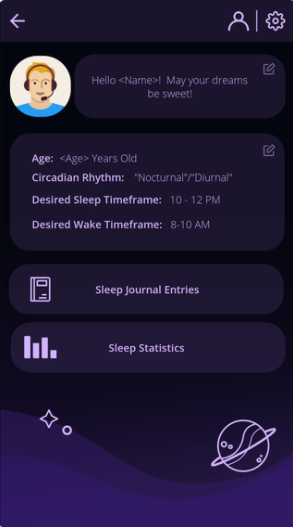 Hello <Name>!  May your dreams
be sweet!
Age:  <Age> Years Old
Circadian Rhythm:   "Nocturnal"/"Diurnal"
Desired Sleep Timeframe:  10 - 12 PM
Desired Wake Timeframe:  8-10 AM
Sleep Journal Entries
Sleep Statistics